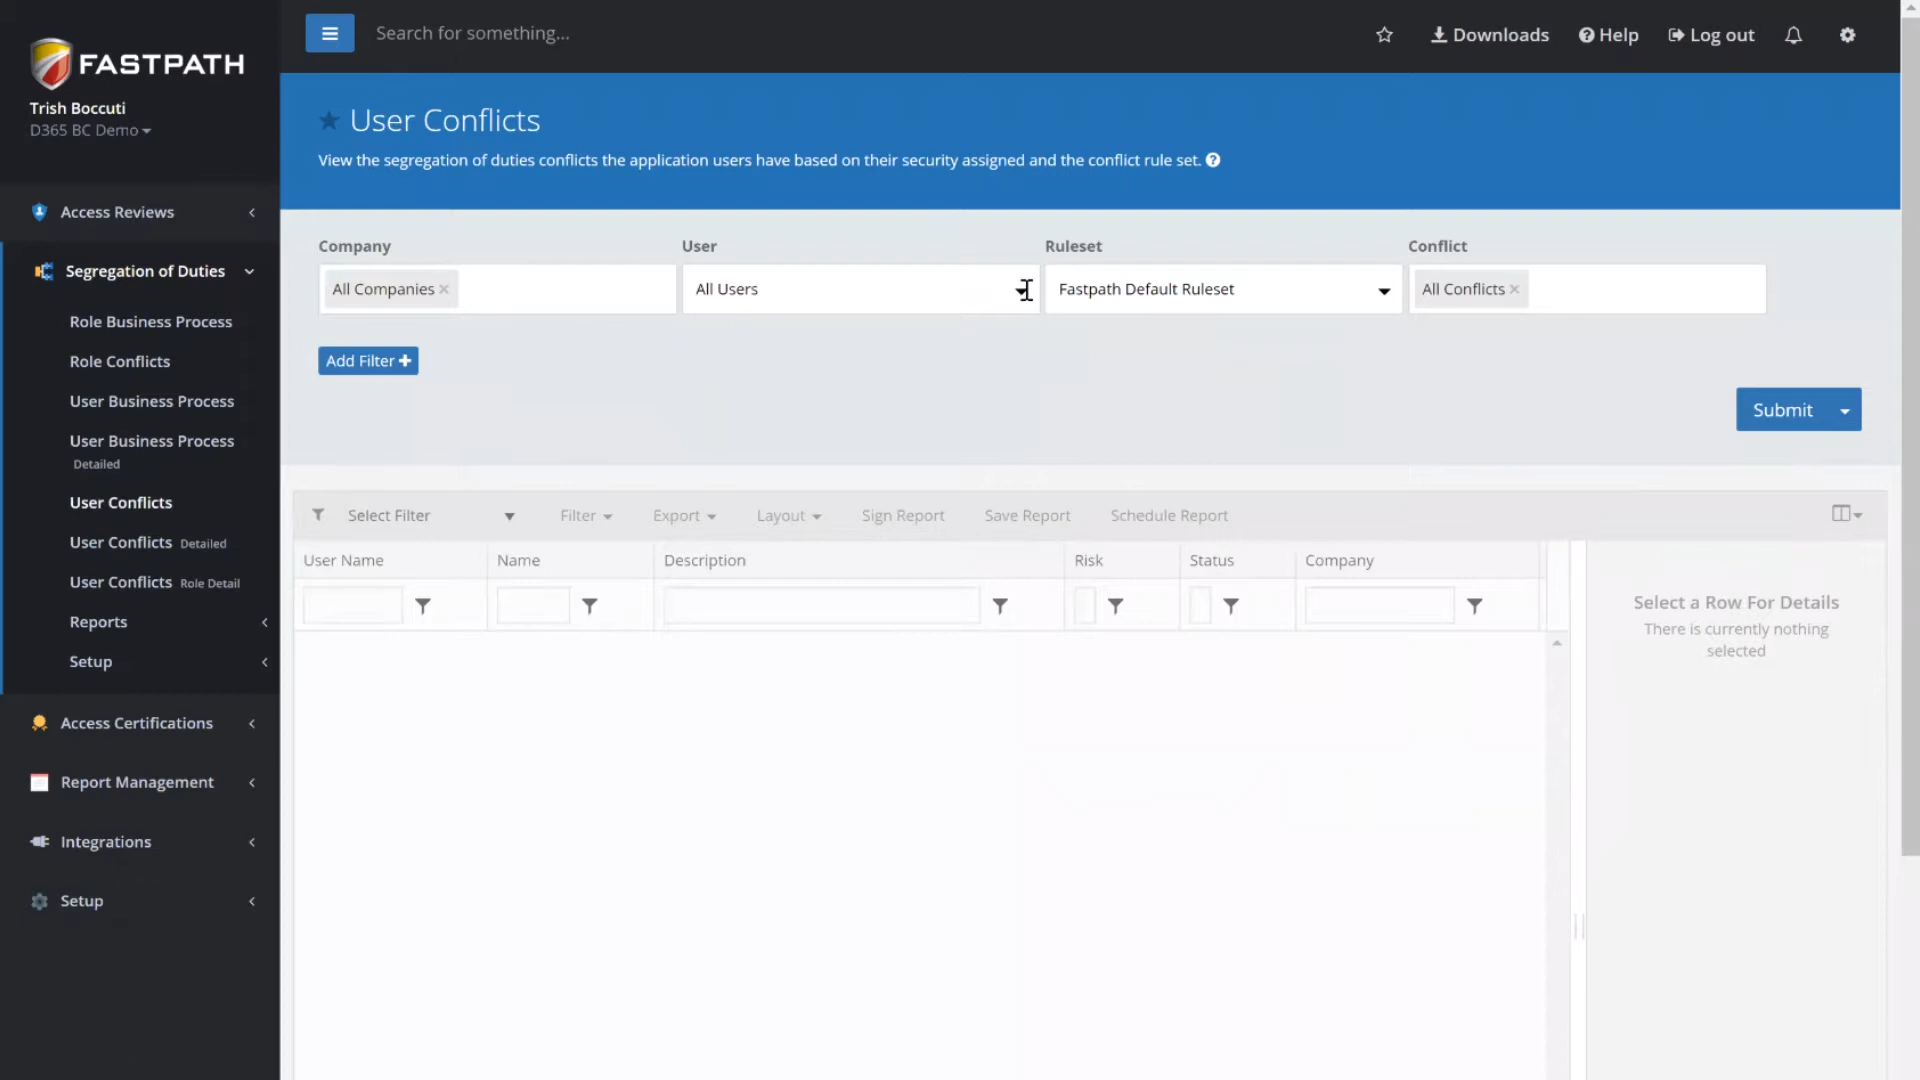 FASTPATH
Trish Boccuti
D365 BC Demo
Access Reviews
Segregation of Duties
Role Business Process
Role Conflicts
User Business Process
User Business Process
Detailed
User Conflicts
User Conflicts Detailed
User Conflicts Role Detail
Reports
Setup
Access Certifications
Report Management
Integrations
Setup
Search for something...
Downloads
Help
Log out
User Conflicts
View the segregation of duties conflicts the application users have based on their security assigned and the conflict rule set.
Company User Ruleset Conflict
All Companies × All Users Fastpath Default Ruleset All Conflicts ×
Add Filter +
Submit
Select Filter Filter Export Layout Sign Report Save Report Schedule Report
User Name Name Description Risk Status Company
Select a Row For Details
There is currently nothing
selected